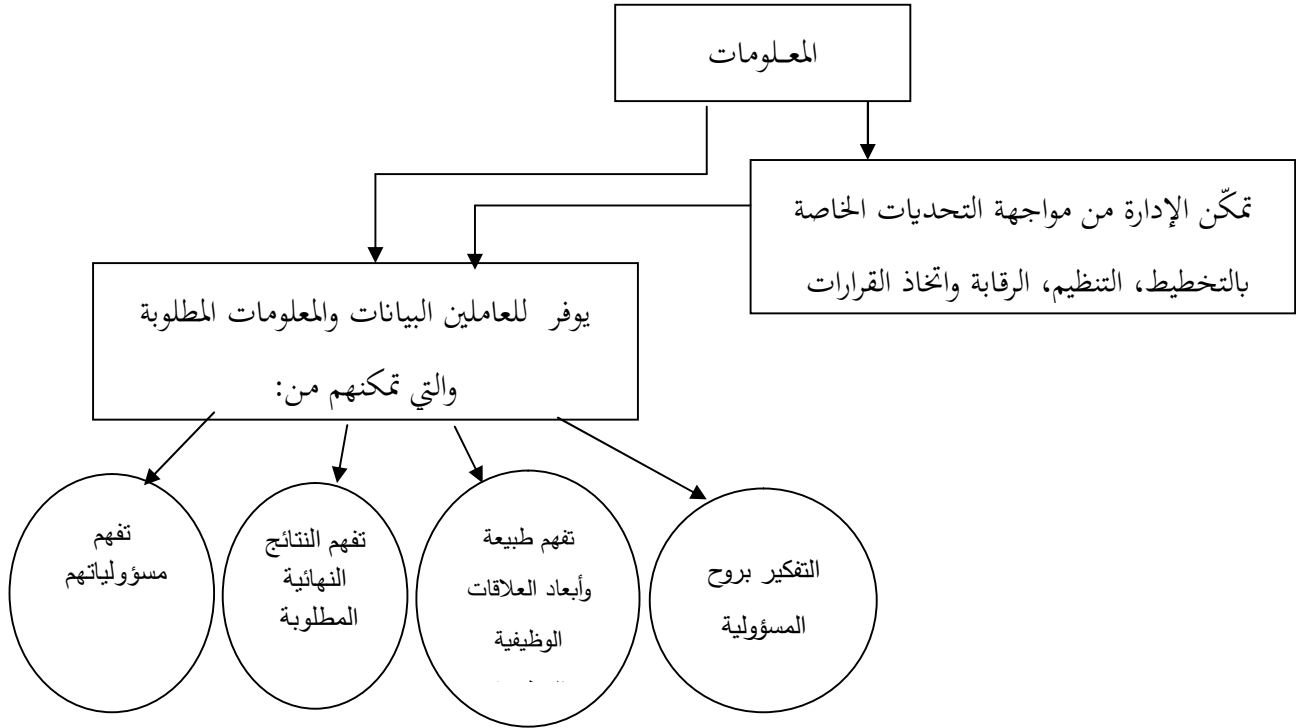 المعلومات
تمكّن الإدارة من مواجهة التحديات الخاصة
بالتخطيط، التنظيم، الرقابة واتخاذ القرارات
يوفر للعاملين البيانات والمعلومات المطلوبة
والتي تمكنهم من:
التفكير بروح
المسؤولية
تفهم طبيعة
وأبعاد العلاقات
الوظيفية
تفهم النتائج
النهائية
المطلوبة
تفهم
مسؤولياتهم